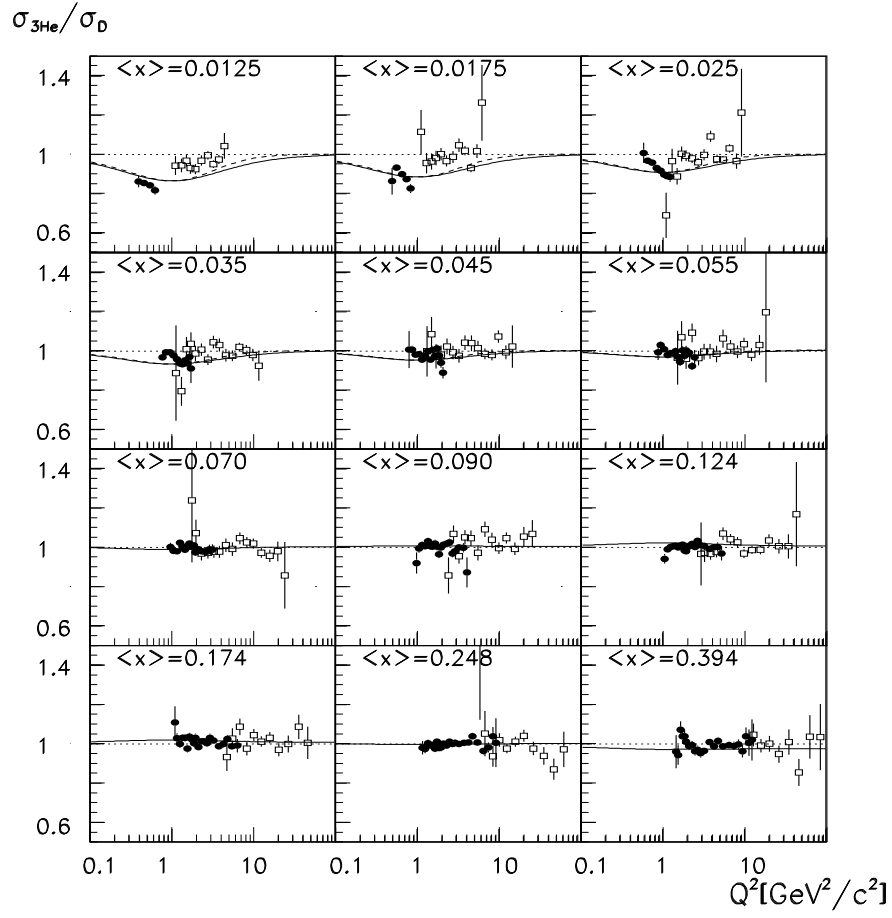 σ3He/σD
<x>=0.0125 <x>=0.0175 <x>=0.025
1.4
1
0.6
<x>=0.035 <x>=0.045 <x>=0.055
1.4
1
0.6
<x>=0.070 <x>=0.090 <x>=0.124
1.4
1
0.6
<x>=0.174 <x>=0.248 <x>=0.394
1.4
1
0.6
0.1 1 10 0.1 1 10 0.1 1 10
Q²[GeV²/c²]